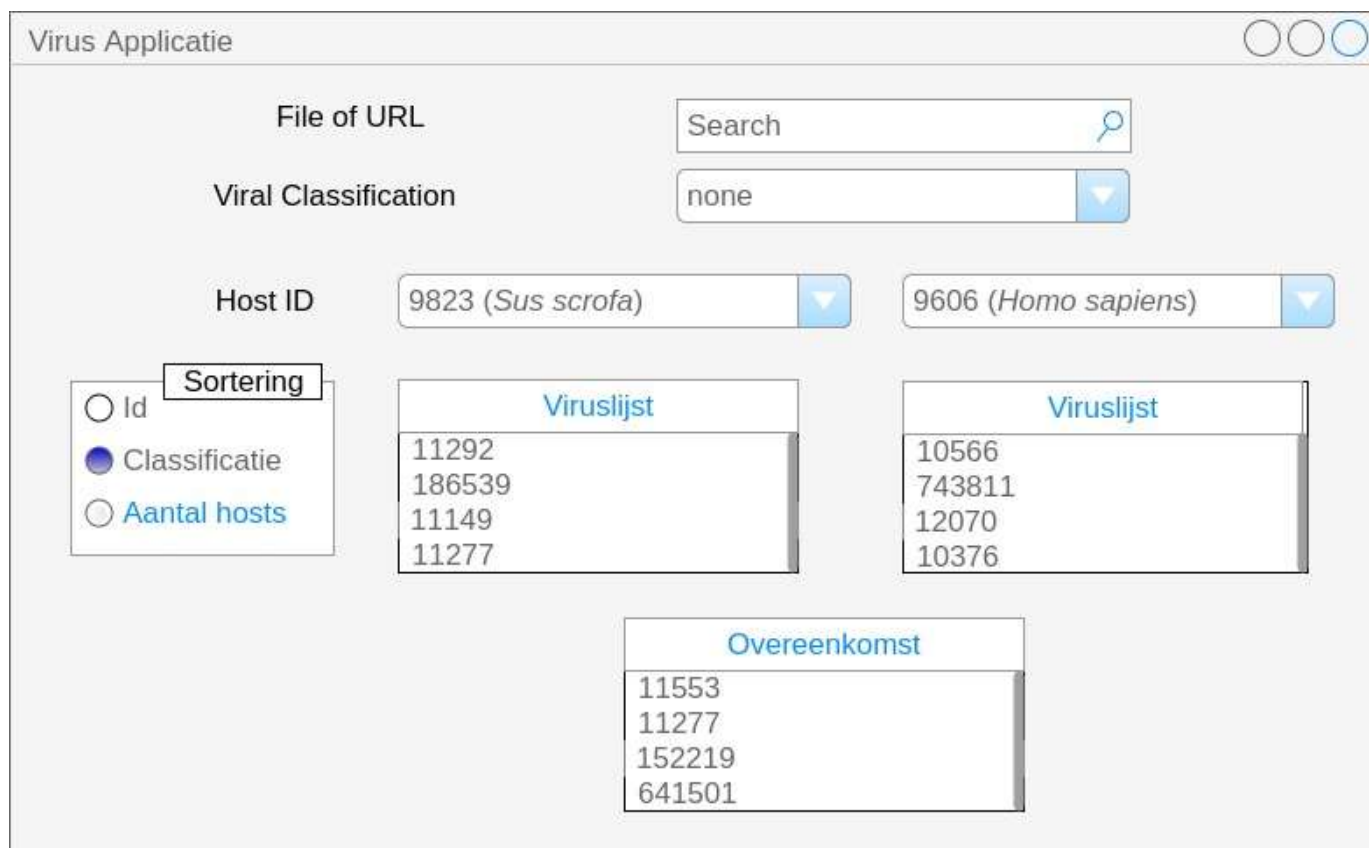 Virus Applicatie
File of URL
Search
Viral Classification
none
Host ID
9823 (Sus scrofa)
9606 (Homo sapiens)
Sortering
Id
Classificatie
Aantal hosts
Viruslijst
11292
186539
11149
11277
Viruslijst
10566
743811
12070
10376
Overeenkomst
11553
11277
152219
641501